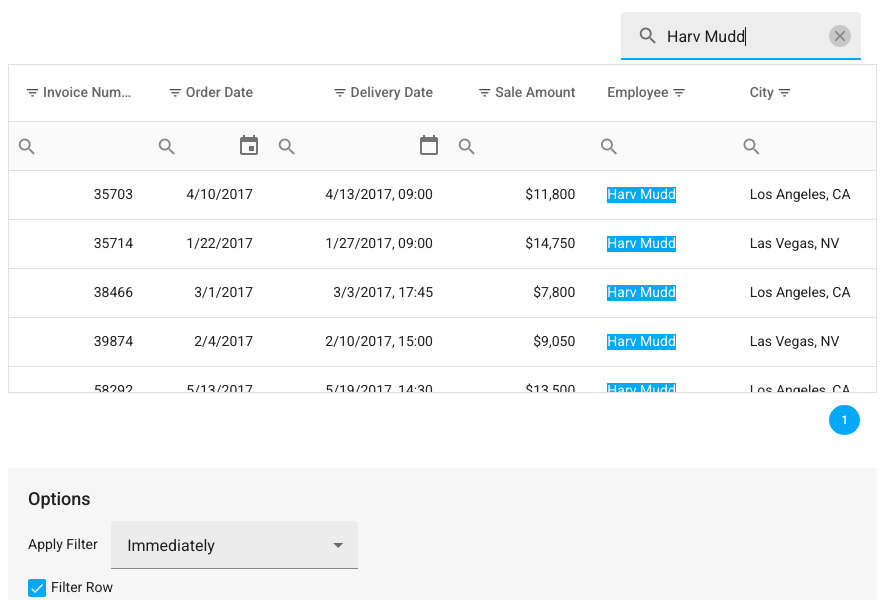 Harv Mudd
Invoice Num... Order Date Delivery Date Sale Amount Employee City
35703 4/10/2017 4/13/2017, 09:00 $11,800 Harv Mudd Los Angeles, CA
35714 1/22/2017 1/27/2017, 09:00 $14,750 Harv Mudd Las Vegas, NV
38466 3/1/2017 3/3/2017, 17:45 $7,800 Harv Mudd Los Angeles, CA
39874 2/4/2017 2/10/2017, 15:00 $9,050 Harv Mudd Las Vegas, NV
58292 5/13/2017 5/19/2017, 14:30 $13,500 Harv Mudd Los Angeles, CA
1
Options
Apply Filter Immediately
Filter Row